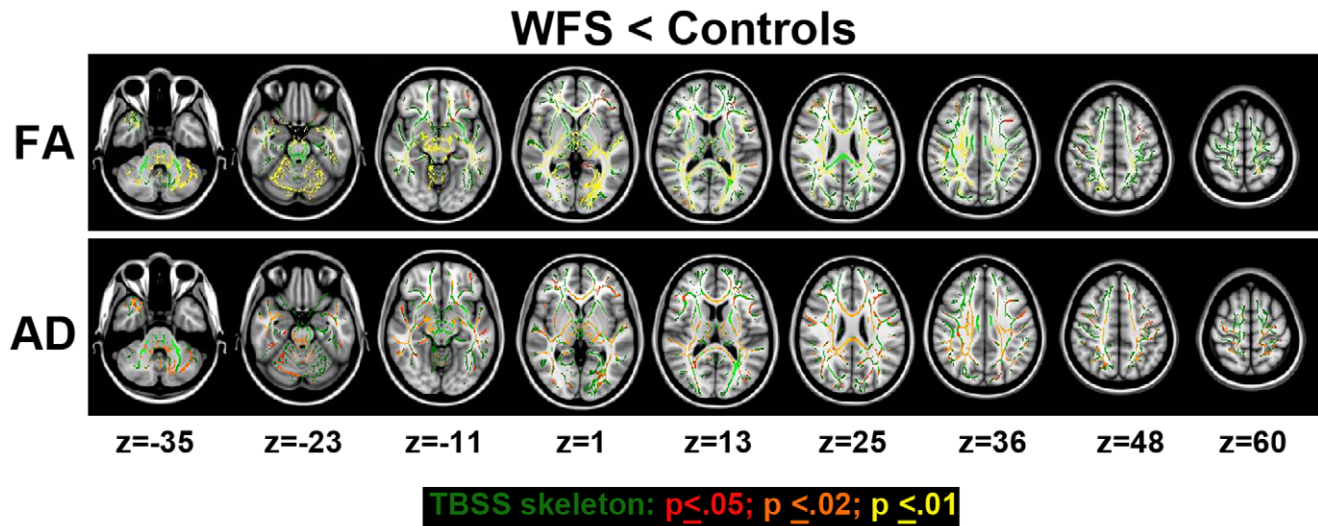 WFS < Controls
FA
AD
z=-35 z=-23 z=-11 z=1 z=13 z=25 z=36 z=48 z=60
TBSS skeleton: p≤.05; p ≤.02; p ≤.01